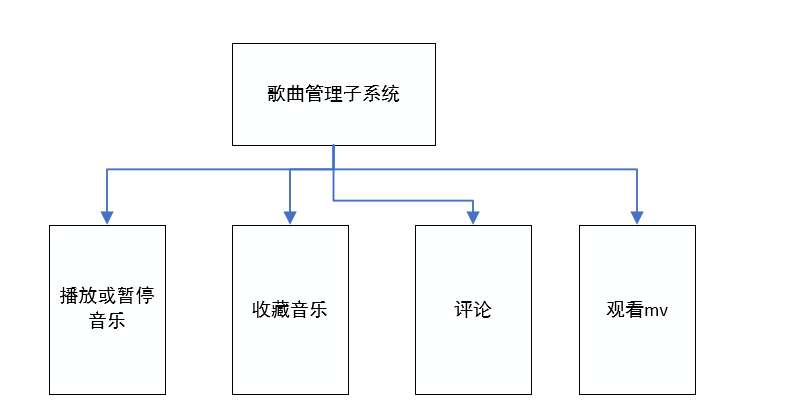 歌曲管理子系统
播放或暂停
音乐
收藏音乐
评论
观看mv